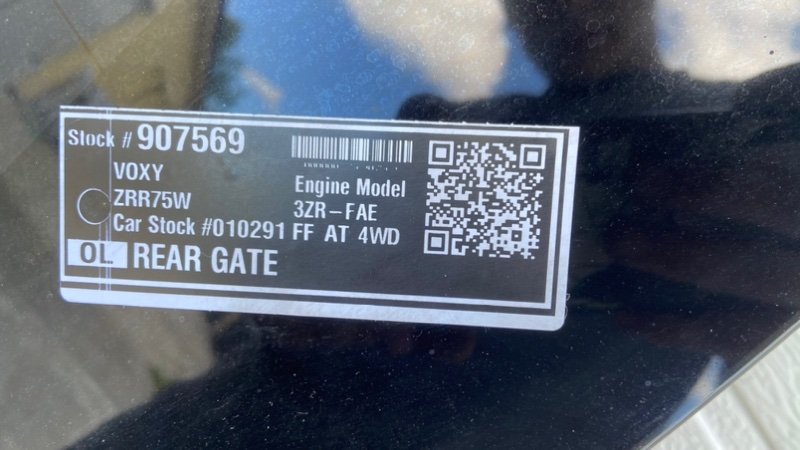 Stock # 907569
VOXY
ZRR75W
Car Stock #010291
Engine Model
3ZR-FAE
FF AT 4WD
OL REAR GATE